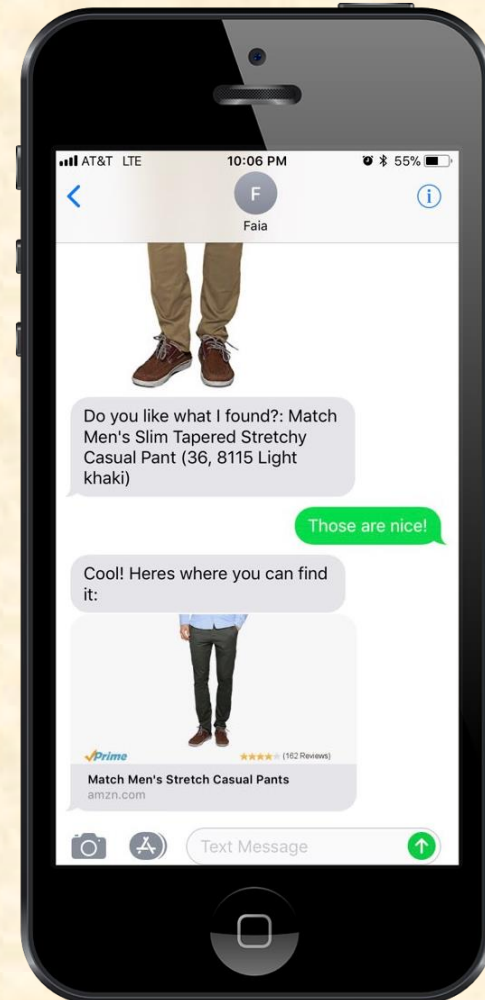 AT&T LTE 10:06 PM 55%
F
Faia
Do you like what I found?: Match
Men's Slim Tapered Stretchy
Casual Pant (36, 8115 Light
khaki)
Those are nice!
Cool! Heres where you can find
it:
Prime (162 Reviews)
Match Men's Stretch Casual Pants
amzn.com
Text Message